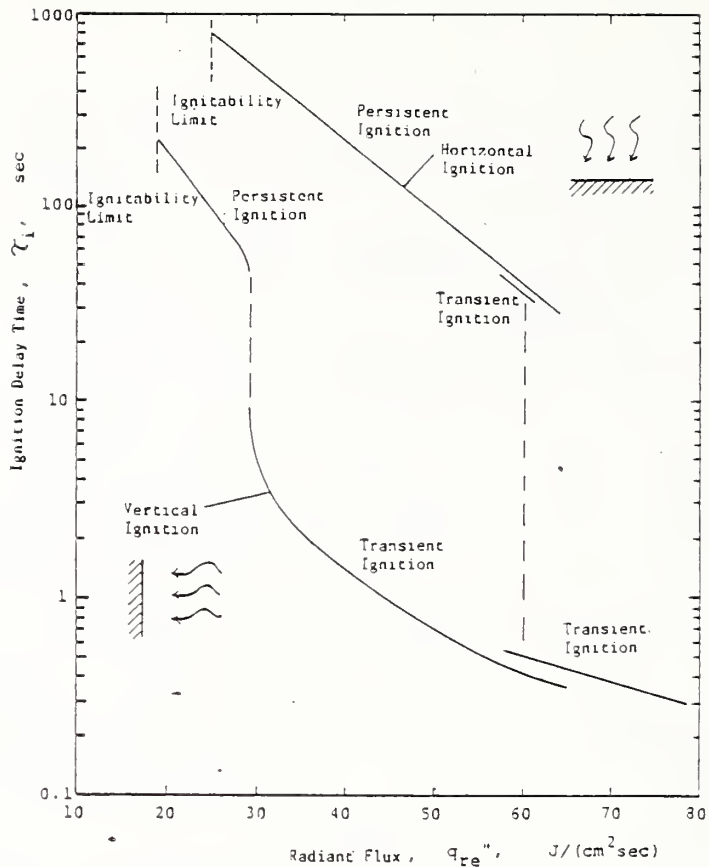 1000
Ignitability
Limit
Persistent
Ignition
Horizontal
Ignition
100
Ignitability
Limit
Persistent
Ignition
Transient
Ignition
Ignition Delay Time, τi, sec
10
Vertical
Ignition
Transient
Ignition
1
Transient
Ignition
0.1
10 20 30 40 50 60 70 80
Radiant Flux, qre", J/(cm²sec)